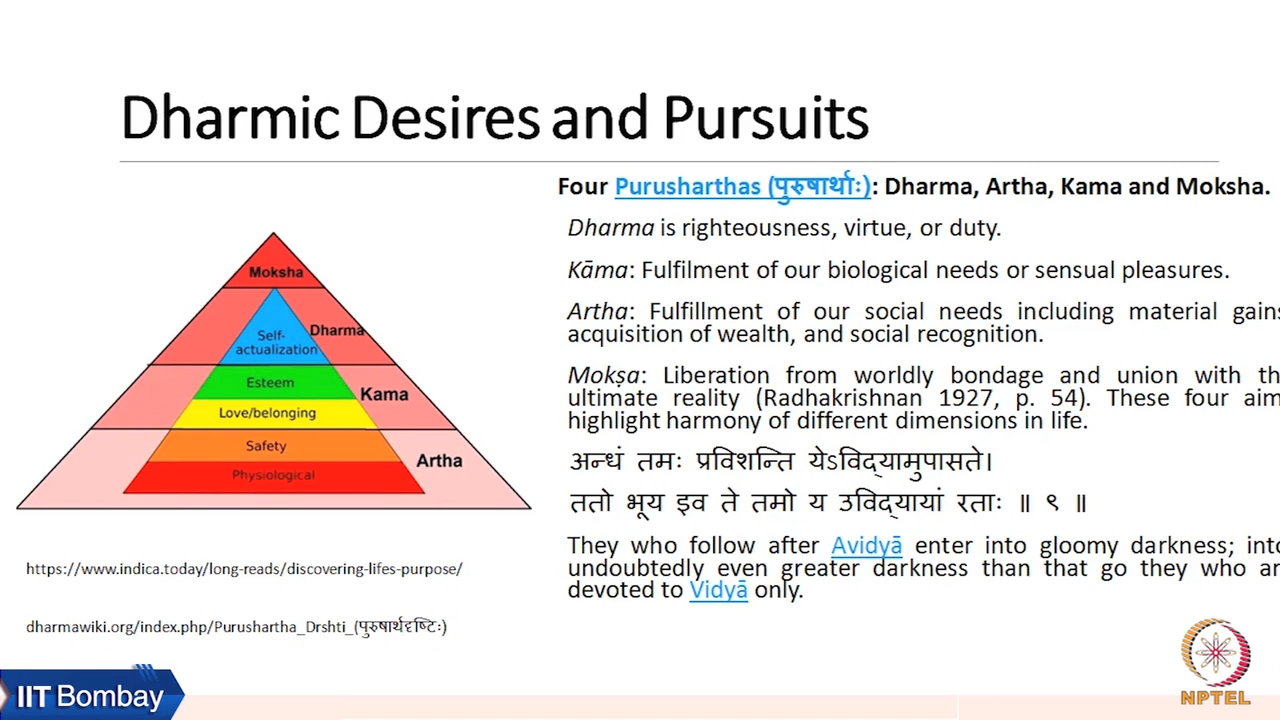 Dharmic Desires and Pursuits
Four Purusharthas (पुरुषार्थाः): Dharma, Artha, Kama and Moksha.
Dharma is righteousness, virtue, or duty.
Kāma: Fulfilment of our biological needs or sensual pleasures.
Artha: Fulfillment of our social needs including material gains
acquisition of wealth, and social recognition.
Mokṣa: Liberation from worldly bondage and union with th
ultimate reality (Radhakrishnan 1927, p. 54). These four aim
highlight harmony of different dimensions in life.
अन्धं तमः प्रविशन्ति येऽविद्यामुपासते।
ततो भूय इव ते तमो य उविद्यायां रताः ॥ ९ ॥
They who follow after Avidyā enter into gloomy darkness; into
undoubtedly even greater darkness than that go they who ar
devoted to Vidyā only.
Moksha
Self-
actualization
Dharma
Esteem
Kama
Love/belonging
Safety
Artha
Physiological
https://www.indica.today/long-reads/discovering-lifes-purpose/
dharmawiki.org/index.php/Purushartha_Drshti_(पुरुषार्थदृष्टिः)
IIT Bombay
NPTEL